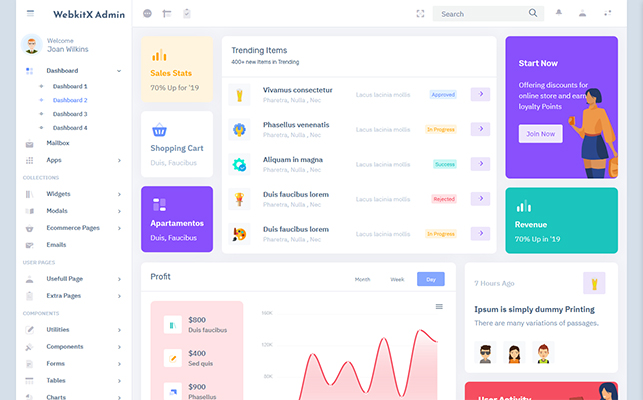 WebkitX Admin
Search
Welcome
Joan Wilkins
Dashboard
Dashboard 1
Dashboard 2
Dashboard 3
Dashboard 4
Mailbox
Apps
COLLECTIONS
Widgets
Modals
Ecommerce Pages
Emails
USER PAGES
Usefull Page
Extra Pages
COMPONENTS
Utilities
Components
Forms
Tables
Charts
Sales Stats
70% Up for '19
Shopping Cart
Duis, Faucibus
Apartamentos
Duis, Faucibus
Trending Items
400+ new Items in Trending
Vivamus consectetur
Pharetra, Nulla , Nec
Lacus lacinia mollis
Approved
Phasellus venenatis
Pharetra, Nulla , Nec
Lacus lacinia mollis
In Progress
Aliquam in magna
Pharetra, Nulla , Nec
Lacus lacinia mollis
Success
Duis faucibus lorem
Pharetra, Nulla , Nec
Lacus lacinia mollis
Rejected
Duis faucibus lorem
Pharetra, Nulla , Nec
Lacus lacinia mollis
In Progress
Start Now
Offering discounts for
online store and earn
loyalty Points
Join Now
Revenue
70% Up in '19
Profit
Month
Week
Day
$800
Duis faucibus
$400
Sed quis
$900
Phasellus
150K
60K
30K
7 Hours Ago
Ipsum is simply dummy Printing
There are many variations of passages.
User Activity